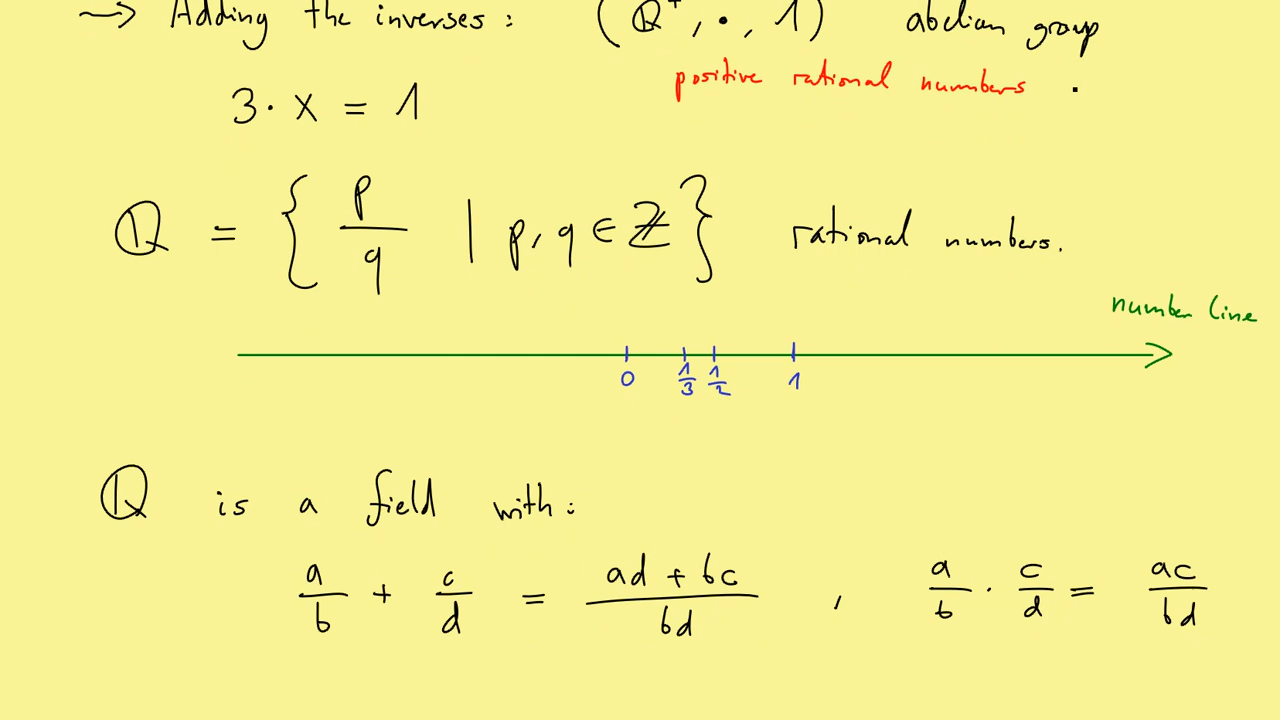 → Adding the inverses : (ℚ⁺, ·, 1) abelian group
positive rational numbers .
3 · x = 1
ℚ = { p/q | p, q ∈ ℤ } rational numbers.
number line
0 1/3 1/2 1
ℚ is a field with :
a/b + c/d = (ad + bc)/bd , a/b · c/d = ac/bd